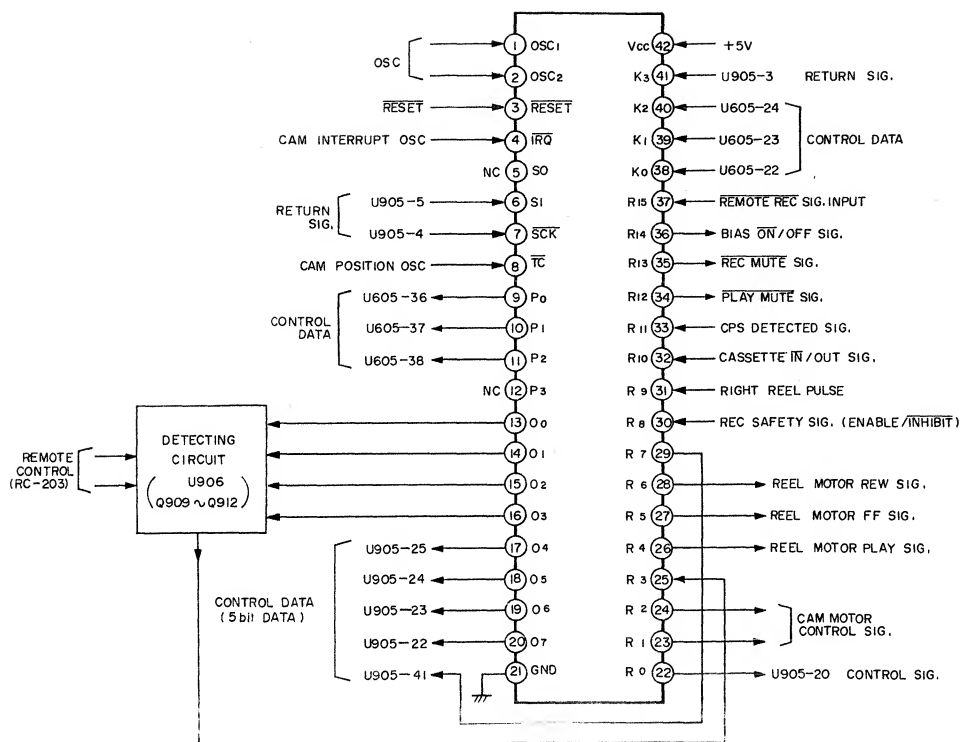 OSC
1 OSC1
2 OSC2
RESET 3 RESET
CAM INTERRUPT OSC 4 IRQ
NC 5 SO
RETURN SIG.
U905-5 6 SI
U905-4 7 SCK
CAM POSITION OSC 8 TC
CONTROL DATA
U605-36 9 P0
U605-37 10 P1
U605-38 11 P2
NC 12 P3
REMOTE CONTROL (RC-203)
DETECTING
CIRCUIT
U906
(Q909~Q912)
13 O0
14 O1
15 O2
16 O3
CONTROL DATA
(5bit DATA)
U905-25 17 O4
U905-24 18 O5
U905-23 19 O6
U905-22 20 O7
U905-41
21 GND
Vcc 42 +5V
K3 41 U905-3 RETURN SIG.
K2 40 U605-24
K1 39 U605-23 CONTROL DATA
K0 38 U605-22
R15 37 REMOTE REC SIG. INPUT
R14 36 BIAS ON/OFF SIG.
R13 35 REC MUTE SIG.
R12 34 PLAY MUTE SIG.
R11 33 CPS DETECTED SIG.
R10 32 CASSETTE IN/OUT SIG.
R9 31 RIGHT REEL PULSE
R8 30 REC SAFETY SIG. (ENABLE/INHIBIT)
R7 29
R6 28 REEL MOTOR REW SIG.
R5 27 REEL MOTOR FF SIG.
R4 26 REEL MOTOR PLAY SIG.
R3 25
R2 24
R1 23
CAM MOTOR
CONTROL SIG.
R0 22 U905-20 CONTROL SIG.